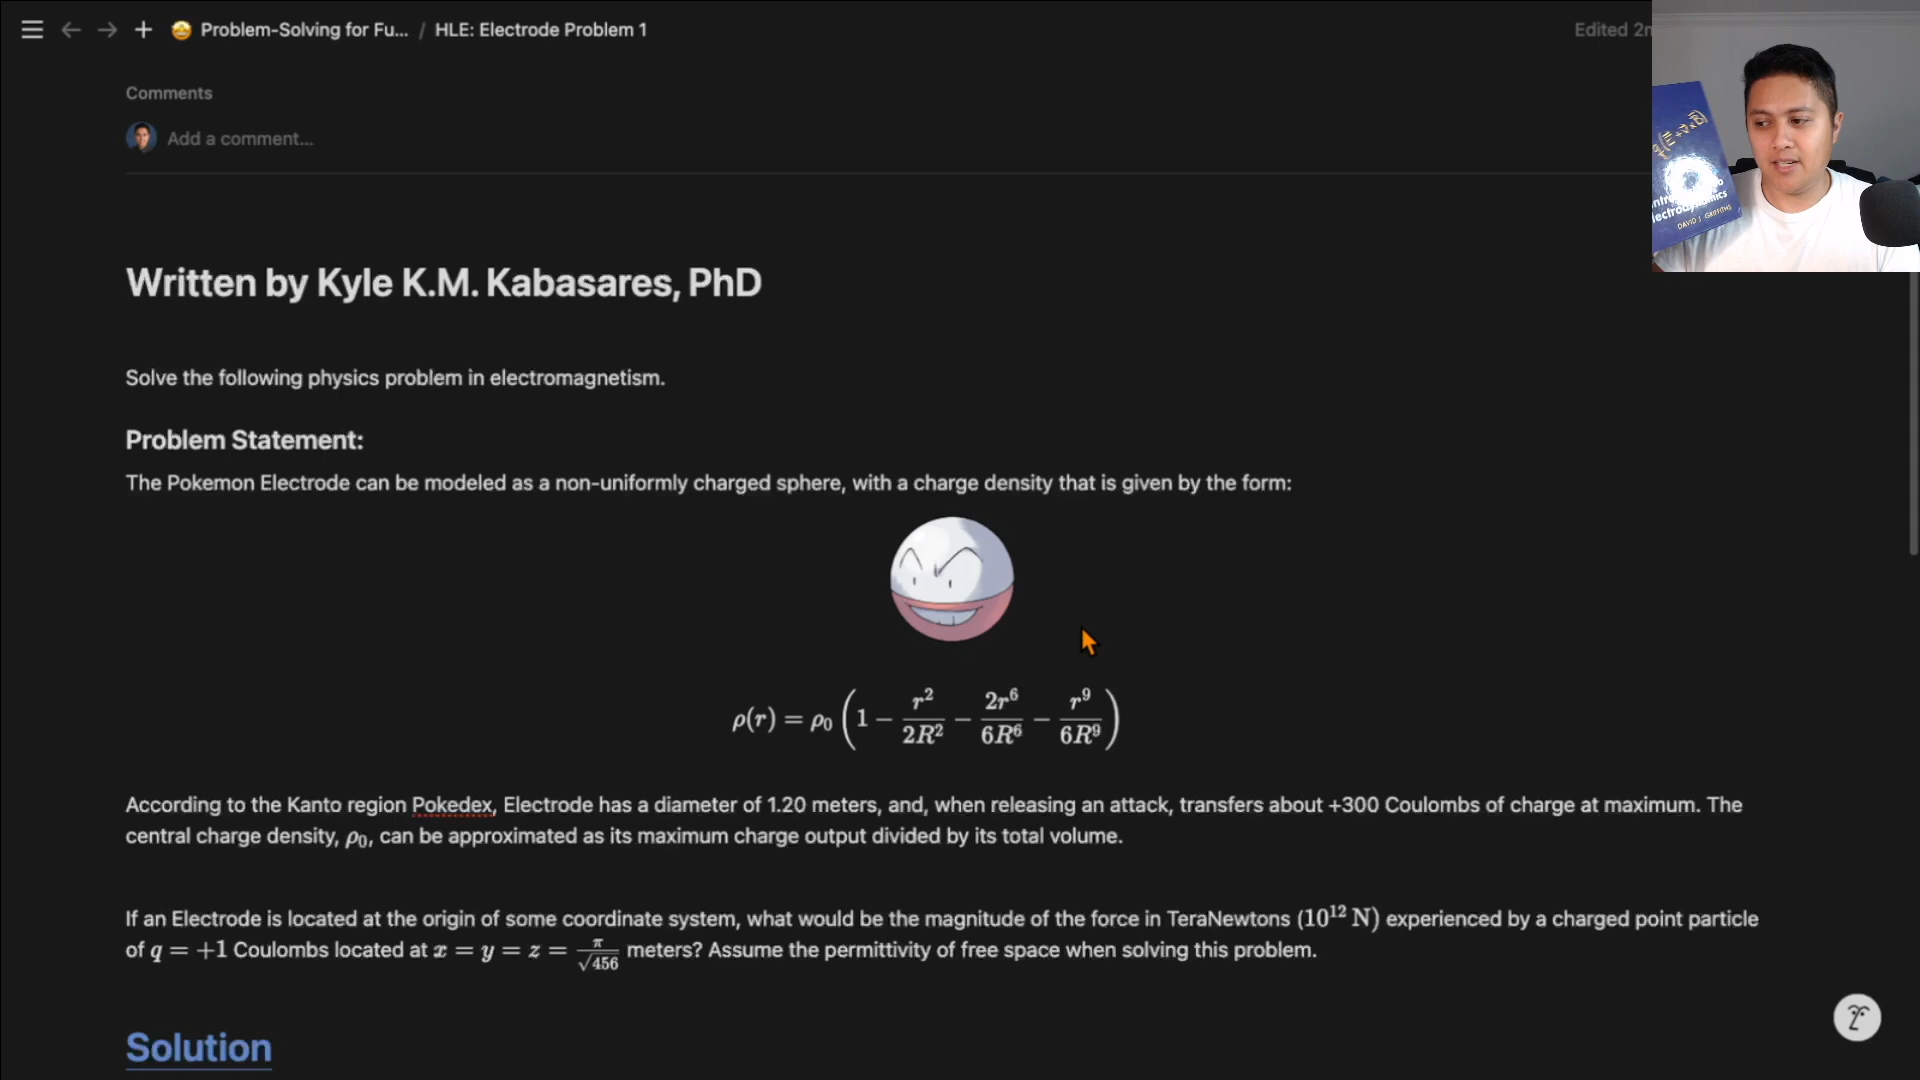 Problem-Solving for Fu... / HLE: Electrode Problem 1
Edited 2
Comments
Add a comment...
Written by Kyle K.M. Kabasares, PhD
Solve the following physics problem in electromagnetism.
Problem Statement:
The Pokemon Electrode can be modeled as a non-uniformly charged sphere, with a charge density that is given by the form:
ρ(r) = ρ₀ (1 − r²/2R² − 2r⁶/6R⁶ − r⁹/6R⁹)
According to the Kanto region Pokedex, Electrode has a diameter of 1.20 meters, and, when releasing an attack, transfers about +300 Coulombs of charge at maximum. The
central charge density, ρ₀, can be approximated as its maximum charge output divided by its total volume.
If an Electrode is located at the origin of some coordinate system, what would be the magnitude of the force in TeraNewtons (10¹² N) experienced by a charged point particle
of q = +1 Coulombs located at x = y = z = π/√456 meters? Assume the permittivity of free space when solving this problem.
Solution
DAVID J. GRIFFITHS